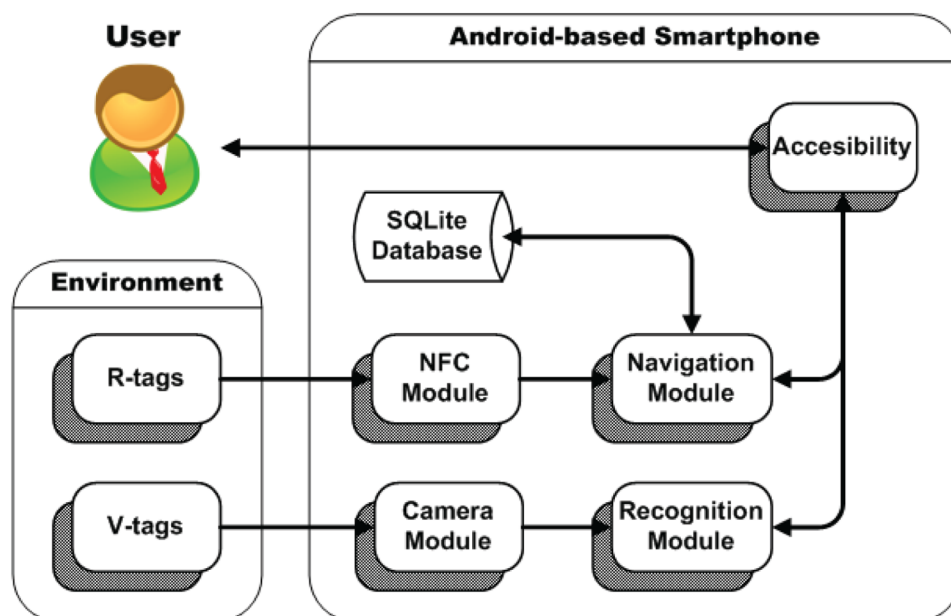 User
Android-based Smartphone
Accesibility
SQLite
Database
Environment
R-tags
NFC
Module
Navigation
Module
V-tags
Camera
Module
Recognition
Module